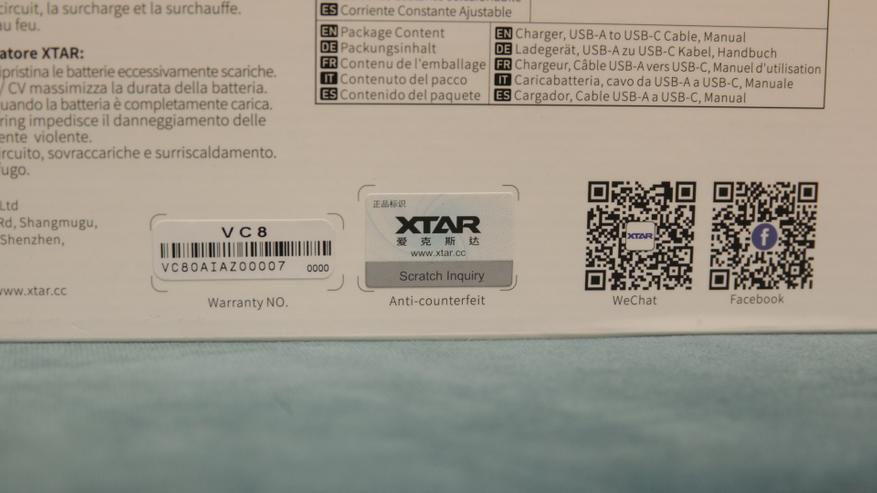 circuit, la surcharge et la surchauffe.
au feu.
atore XTAR:
ipristina le batterie eccessivamente scariche.
/ CV massimizza la durata della batteria.
uando la batteria è completamente carica.
ring impedisce il danneggiamento delle
ente violente.
ircuito, sovraccariche e surriscaldamento.
fugo.
Ltd
Rd, Shangmugu,
Shenzhen,
www.xtar.cc
ES Corriente Constante Ajustable
EN Package Content
DE Packungsinhalt
FR Contenu de l'emballage
IT Contenuto del pacco
ES Contenido del paquete
EN Charger, USB-A to USB-C Cable, Manual
DE Ladegerät, USB-A zu USB-C Kabel, Handbuch
FR Chargeur, Câble USB-A vers USB-C, Manuel d'utilisation
IT Caricabatteria, cavo da USB-A a USB-C, Manuale
ES Cargador, Cable USB-A a USB-C, Manual
VC8
VC80AIAZ00007 0000
Warranty NO.
正品标识
XTAR
爱克斯达
www.xtar.cc
Scratch Inquiry
Anti-counterfeit
XTAR
WeChat
f
Facebook